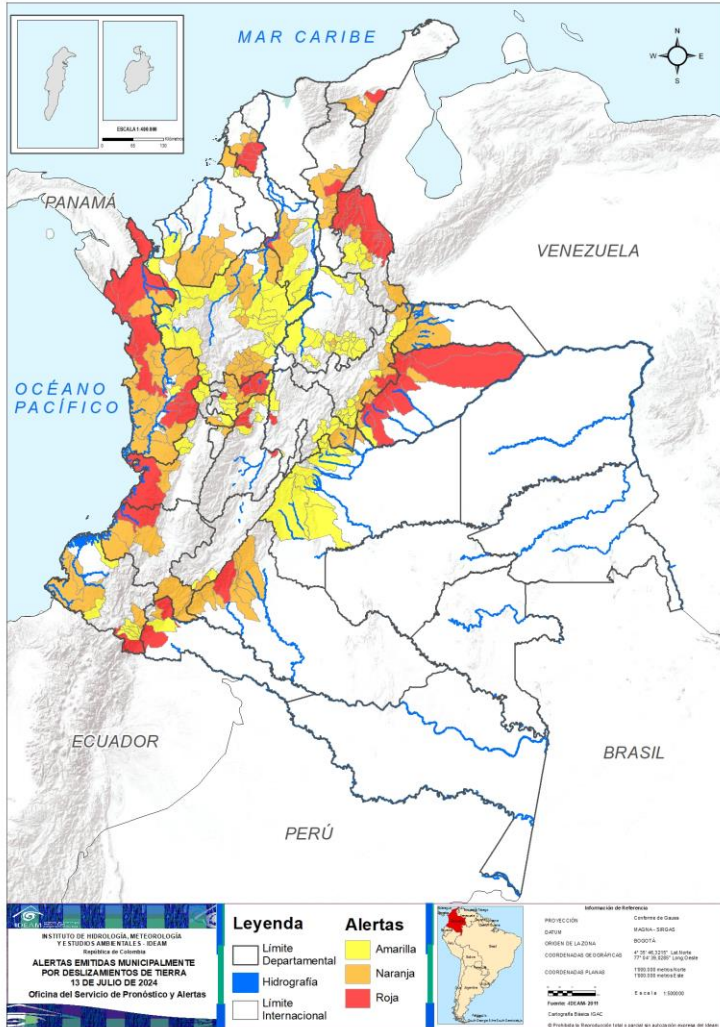 MAR CARIBE
N
W E
S
ESCALA 1:400.000
PANAMÁ
VENEZUELA
OCÉANO
PACÍFICO
ECUADOR
BRASIL
PERÚ
IDEAM
INSTITUTO DE HIDROLOGÍA, METEOROLOGÍA
Y ESTUDIOS AMBIENTALES - IDEAM
República de Colombia
ALERTAS EMITIDAS MUNICIPALMENTE
POR DESLIZAMIENTOS DE TIERRA
13 DE JULIO DE 2024
Oficina del Servicio de Pronóstico y Alertas
Leyenda
Límite
Departamental
Hidrografía
Límite
Internacional
Alertas
Amarilla
Naranja
Roja
Información de Referencia
PROYECCIÓN Conforme de Gauss
DATUM MAGNA - SIRGAS
ORIGEN DE LA ZONA BOGOTÁ
COORDENADAS GEOGRÁFICAS
COORDENADAS PLANAS
Cartografía Básica IGAC